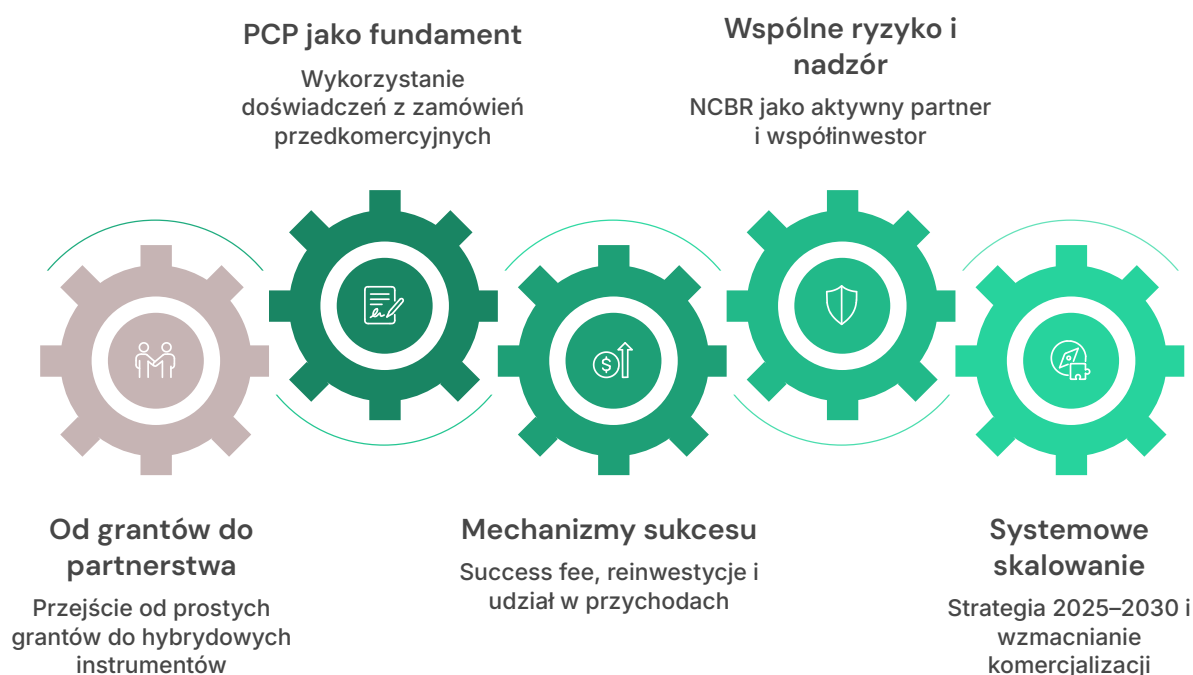 PCP jako fundament
Wykorzystanie
doświadczeń z zamówień
przedkomercyjnych
Wspólne ryzyko i
nadzór
NCBR jako aktywny partner
i współinwestor
$
Od grantów do
partnerstwa
Przejście od prostych
grantów do hybrydowych
instrumentów
Mechanizmy sukcesu
Success fee, reinwestycje i
udział w przychodach
Systemowe
skalowanie
Strategia 2025–2030 i
wzmacnianie
komercjalizacji